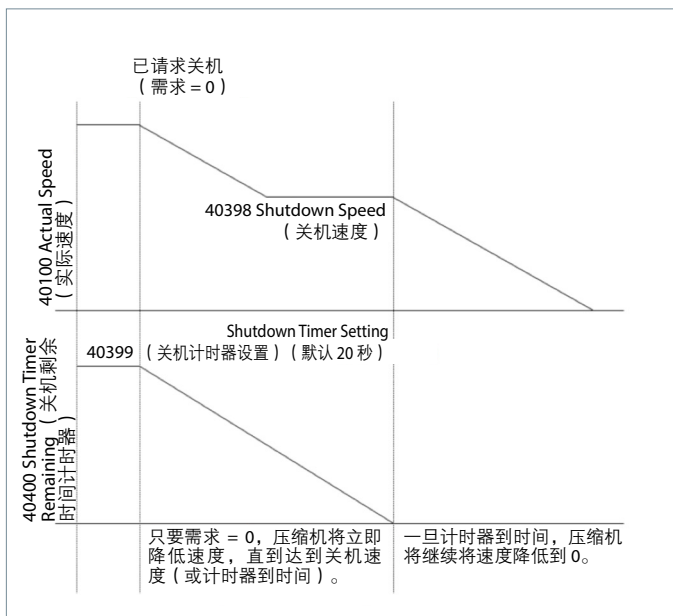 已请求关机
（需求 = 0）
40100 Actual Speed
（实际速度）
40398 Shutdown Speed
（关机速度）
Shutdown Timer Setting
40399 （关机计时器设置）（默认 20 秒）
40400 Shutdown Timer
Remaining （关机剩余
时间计时器）
只要需求 = 0，压缩机将立即
降低速度，直到达到关机速
度（或计时器到时间）。
一旦计时器到时间，压缩机
将继续将速度降低到 0。